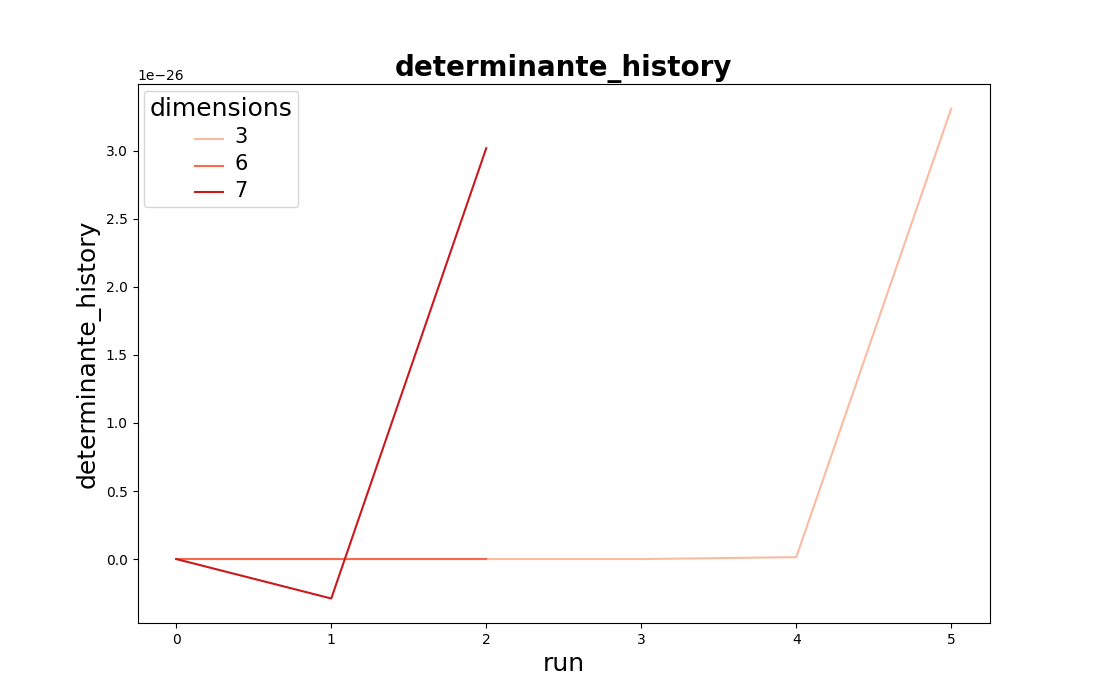 determinante_history
1e−26
dimensions
3
6
7
3.0
2.5
2.0
1.5
1.0
0.5
0.0
determinante_history
0 1 2 3 4 5
run